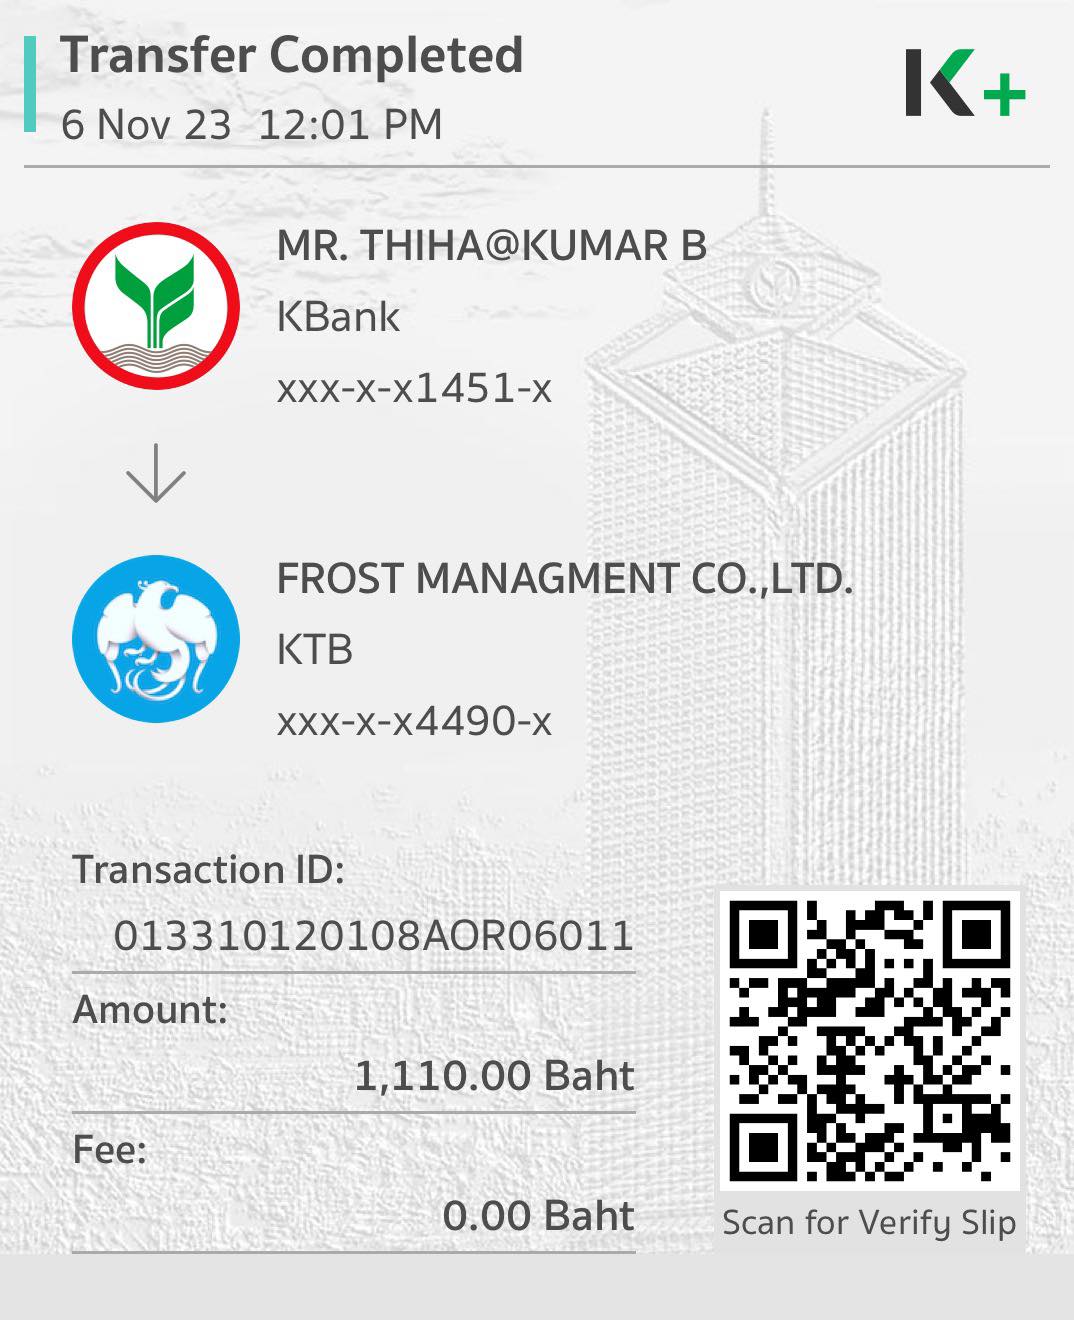 Transfer Completed
6 Nov 23 12:01 PM
K+
MR. THIHA@KUMAR B
KBank
xxx-x-x1451-x
FROST MANAGMENT CO.,LTD.
KTB
xxx-x-x4490-x
Transaction ID:
013310120108AOR06011
Amount:
1,110.00 Baht
Fee:
0.00 Baht
Scan for Verify Slip